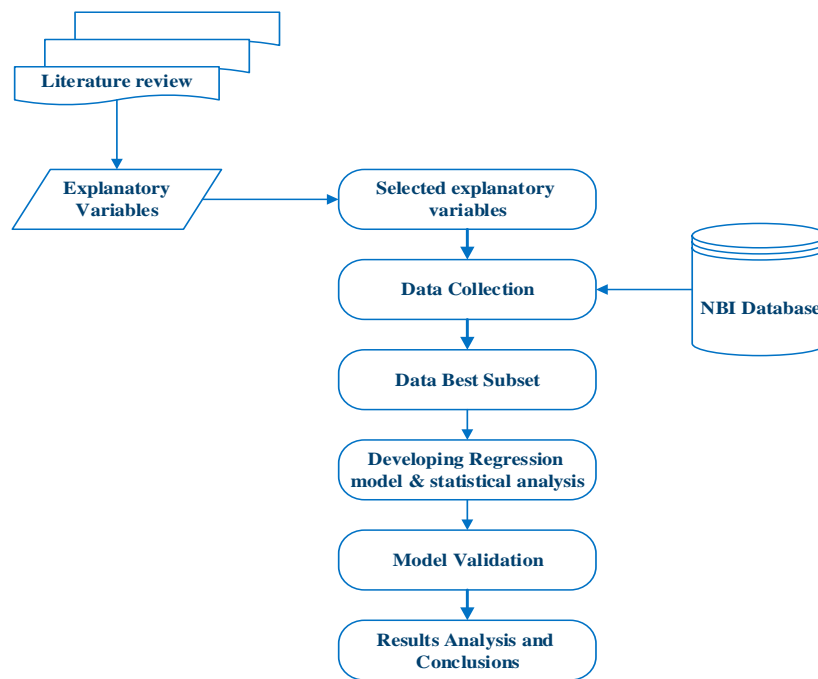 Literature review
Explanatory
Variables
Selected explanatory
variables
Data Collection
NBI Database
Data Best Subset
Developing Regression
model & statistical analysis
Model Validation
Results Analysis and
Conclusions